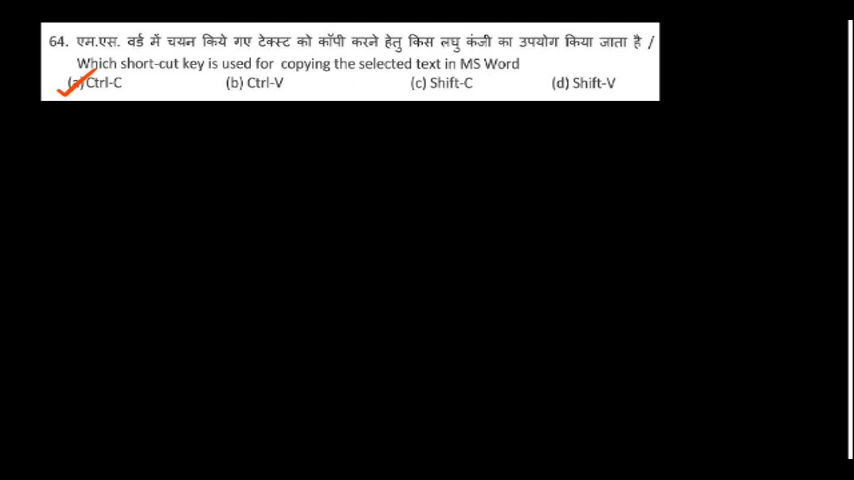 64. एम.एस. वर्ड में चयन किये गए टेक्स्ट को कॉपी करने हेतु किस लघु कंजी का उपयोग किया जाता है /
Which short-cut key is used for copying the selected text in MS Word
(a) Ctrl-C (b) Ctrl-V (c) Shift-C (d) Shift-V